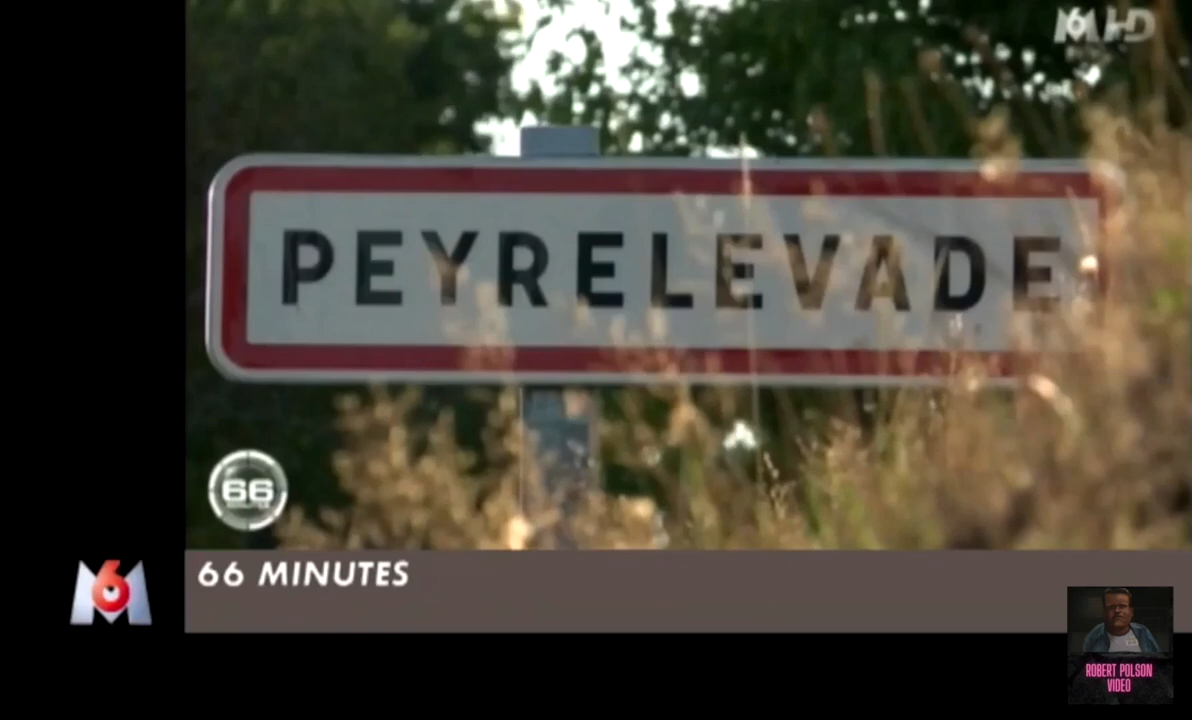 M6 HD
PEYRELEVADE
66
M6
66 MINUTES
ROBERT POLSON
VIDEO